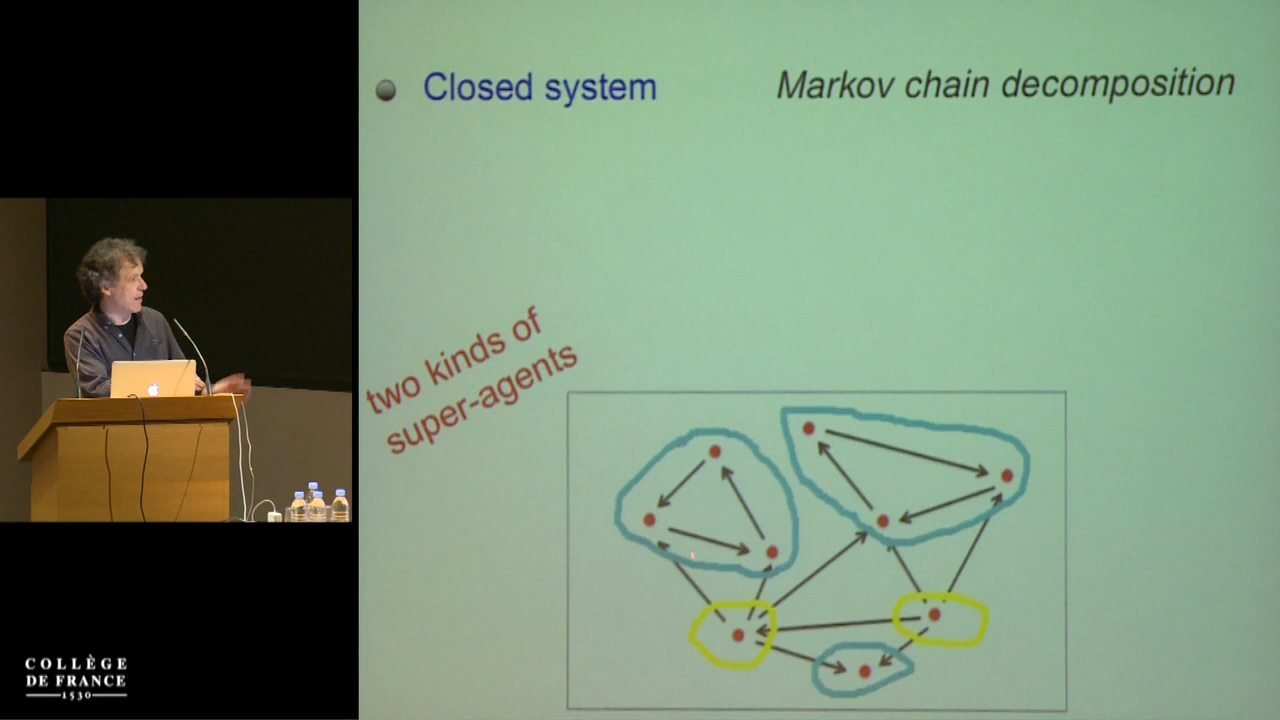 Closed system
Markov chain decomposition
two kinds of
super-agents
COLLÈGE
DE FRANCE
1530